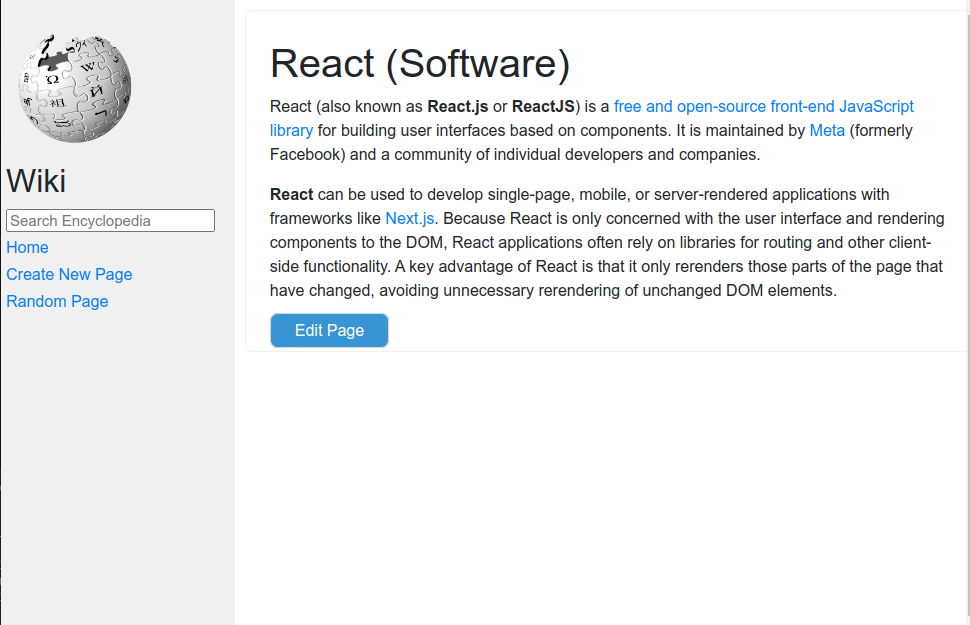 Wiki
Search Encyclopedia
Home
Create New Page
Random Page
React (Software)
React (also known as React.js or ReactJS) is a free and open-source front-end JavaScript
library for building user interfaces based on components. It is maintained by Meta (formerly
Facebook) and a community of individual developers and companies.
React can be used to develop single-page, mobile, or server-rendered applications with
frameworks like Next.js. Because React is only concerned with the user interface and rendering
components to the DOM, React applications often rely on libraries for routing and other client-
side functionality. A key advantage of React is that it only rerenders those parts of the page that
have changed, avoiding unnecessary rerendering of unchanged DOM elements.
Edit Page